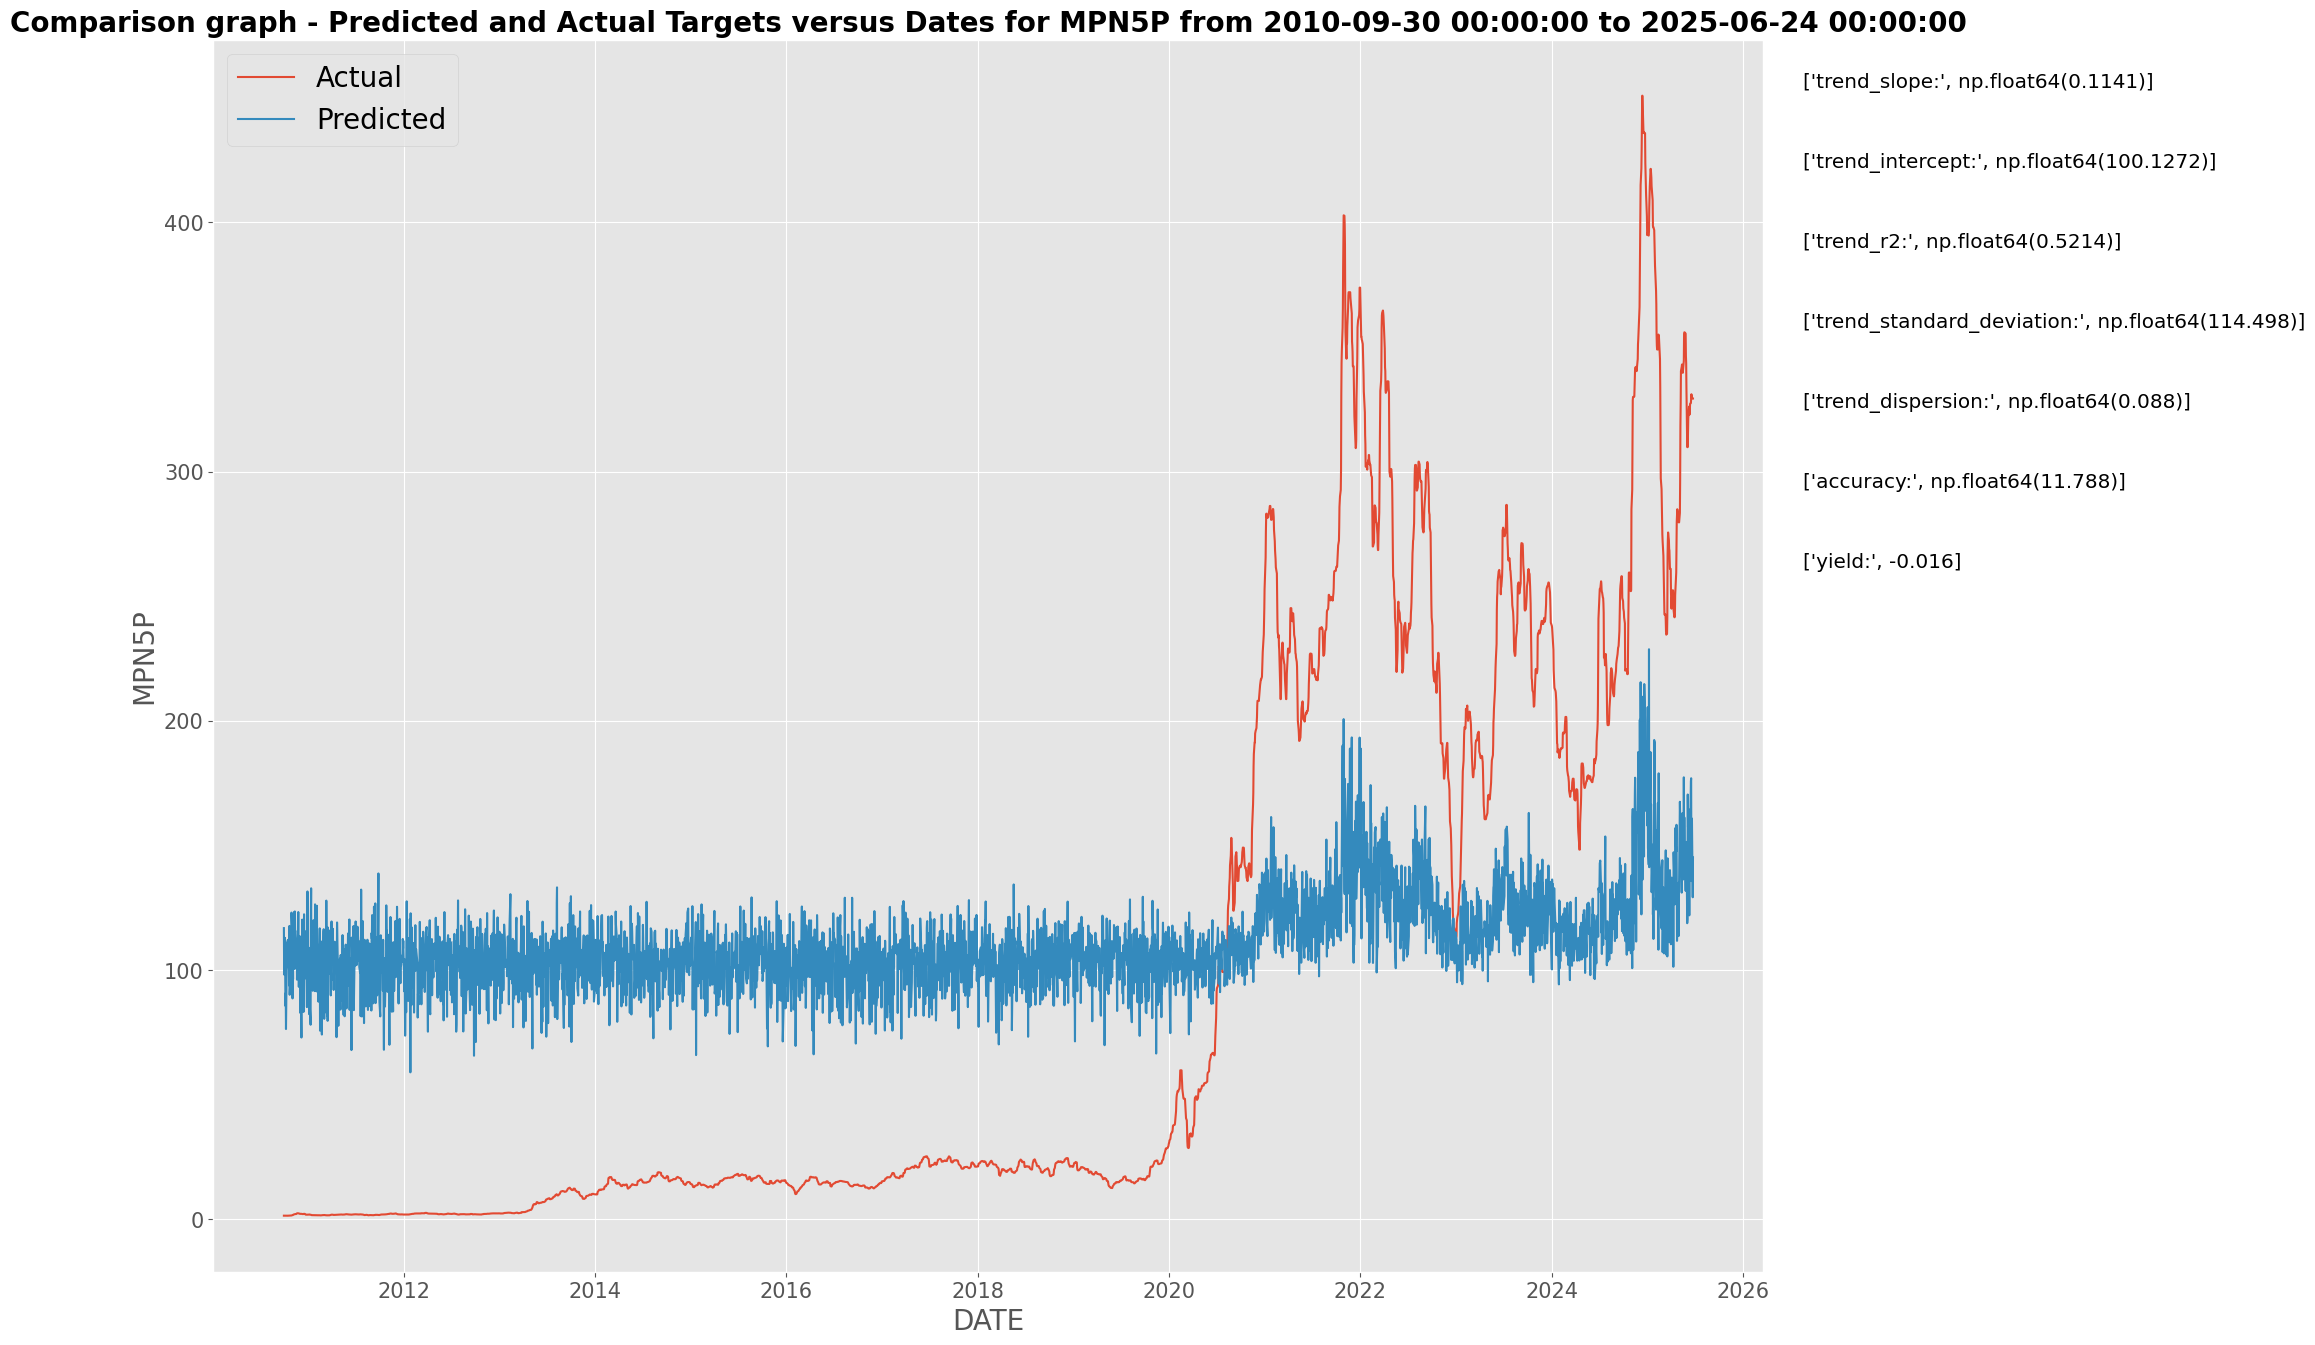 Comparison graph - Predicted and Actual Targets versus Dates for MPN5P from 2010-09-30 00:00:00 to 2025-06-24 00:00:00
Actual
Predicted
['trend_slope:', np.float64(0.1141)]
['trend_intercept:', np.float64(100.1272)]
['trend_r2:', np.float64(0.5214)]
['trend_standard_deviation:', np.float64(114.498)]
['trend_dispersion:', np.float64(0.088)]
['accuracy:', np.float64(11.788)]
['yield:', -0.016]
MPN5P
400
300
200
100
0
2012 2014 2016 2018 2020 2022 2024 2026
DATE